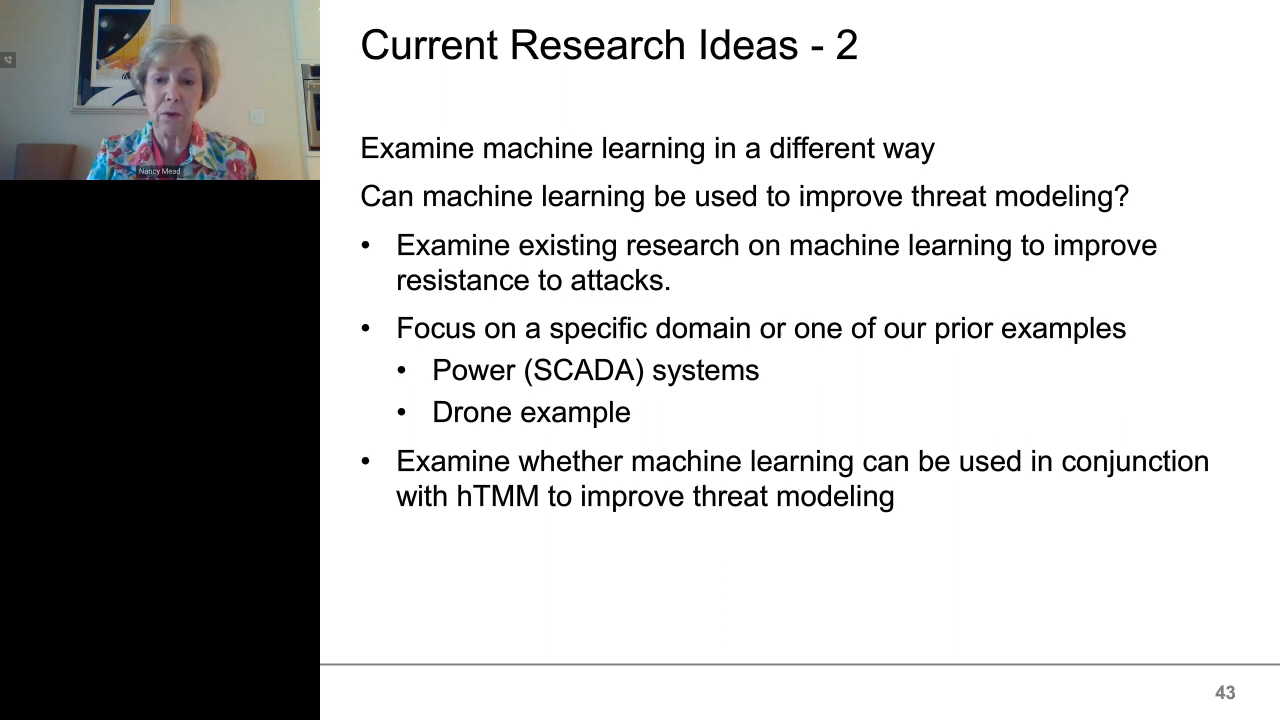 Current Research Ideas - 2
Nancy Mead
Examine machine learning in a different way
Can machine learning be used to improve threat modeling?
• Examine existing research on machine learning to improve
resistance to attacks.
• Focus on a specific domain or one of our prior examples
• Power (SCADA) systems
• Drone example
• Examine whether machine learning can be used in conjunction
with hTMM to improve threat modeling
43